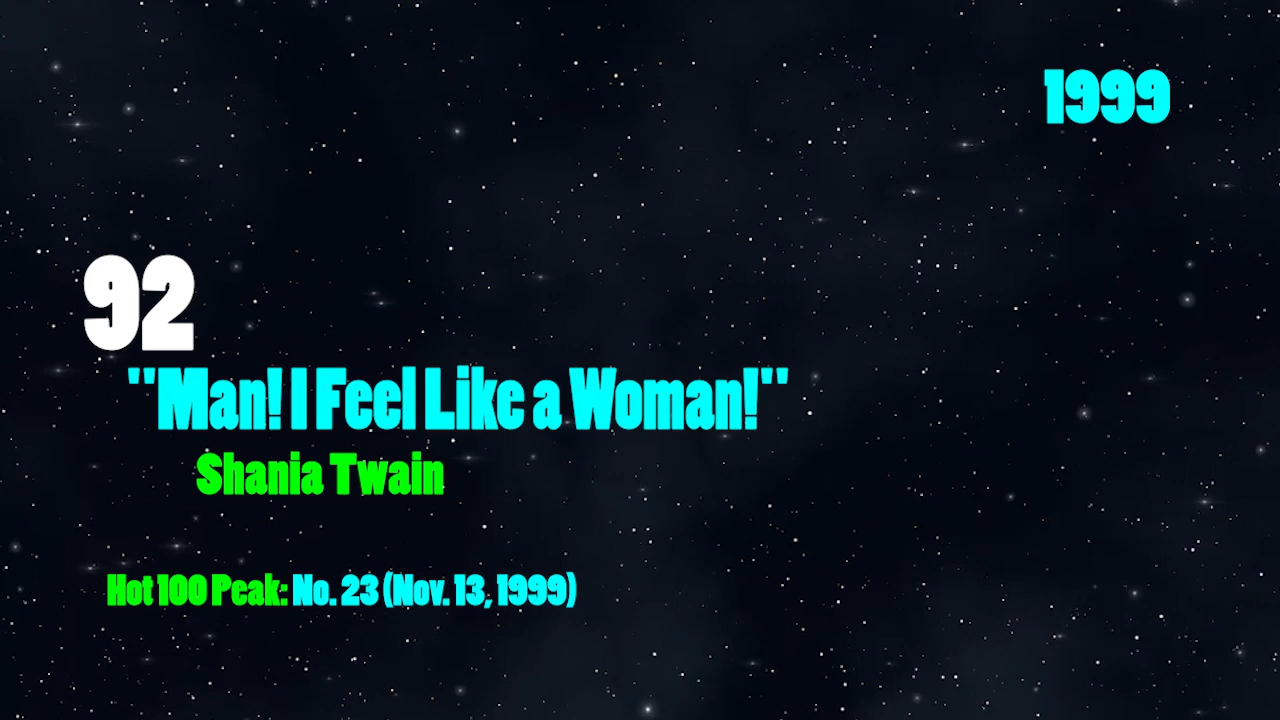 1999
92
"Man! I Feel Like a Woman!"
Shania Twain
Hot 100 Peak: No. 23 (Nov. 13, 1999)